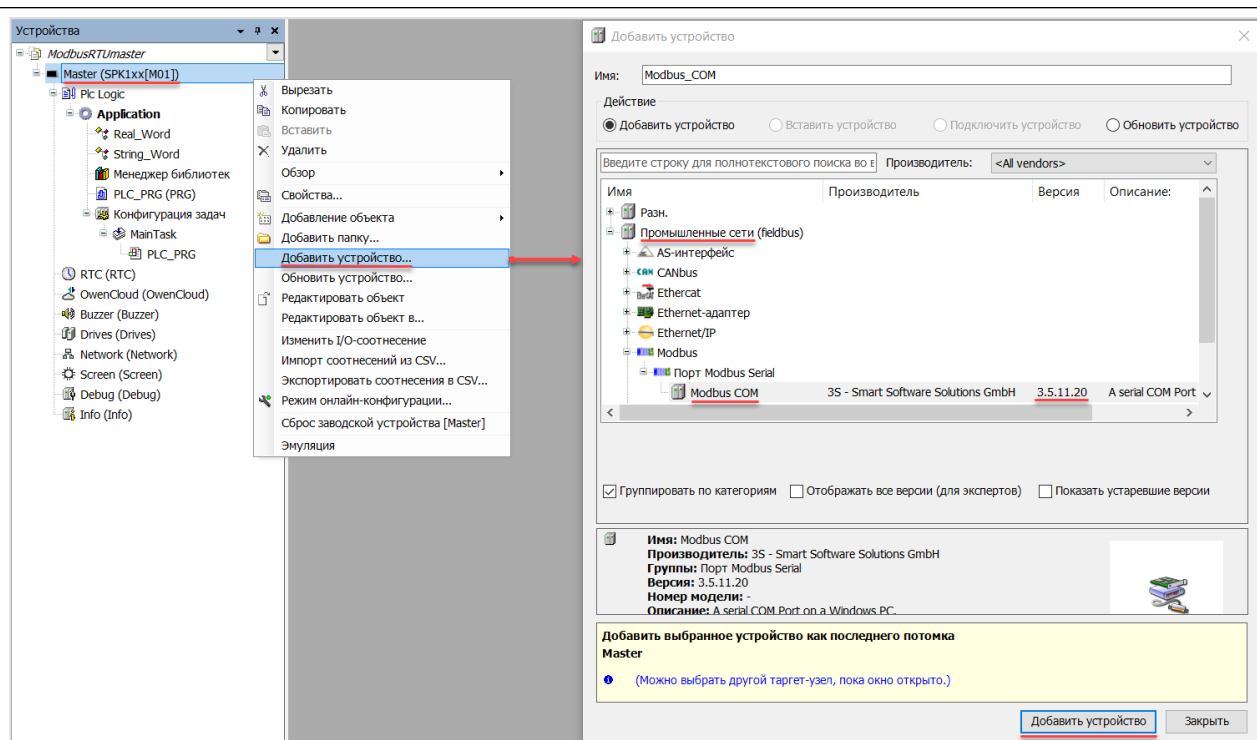 Устройства
ModbusRTUmaster
Master (SPK1xx[M01])
Plc Logic
Application
Real_Word
String_Word
Менеджер библиотек
PLC_PRG (PRG)
Конфигурация задач
MainTask
PLC_PRG
RTC (RTC)
OwenCloud (OwenCloud)
Buzzer (Buzzer)
Drives (Drives)
Network (Network)
Screen (Screen)
Debug (Debug)
Info (Info)
Вырезать
Копировать
Вставить
Удалить
Обзор
Свойства...
Добавление объекта
Добавить папку...
Добавить устройство...
Обновить устройство...
Редактировать объект
Редактировать объект в...
Изменить I/O-соотнесение
Импорт соотнесений из CSV...
Экспортировать соотнесения в CSV...
Режим онлайн-конфигурации...
Сброс заводской устройства [Master]
Эмуляция
Добавить устройство
Имя: Modbus_COM
Действие
Добавить устройство Вставить устройство Подключить устройство Обновить устройство
Введите строку для полнотекстового поиска во в Производитель: <All vendors>
Имя Производитель Версия Описание:
Разн.
Промышленные сети (fieldbus)
AS-интерфейс
CAN CANbus
Ethercat
Ethernet-адаптер
Ethernet/IP
Modbus
Порт Modbus Serial
Modbus COM 3S - Smart Software Solutions GmbH 3.5.11.20 A serial COM Port
Группировать по категориям Отображать все версии (для экспертов) Показать устаревшие версии
Имя: Modbus COM
Производитель: 3S - Smart Software Solutions GmbH
Группы: Порт Modbus Serial
Версия: 3.5.11.20
Номер модели: -
Описание: A serial COM Port on a Windows PC.
Добавить выбранное устройство как последнего потомка
Master
(Можно выбрать другой таргет-узел, пока окно открыто.)
Добавить устройство Закрыть